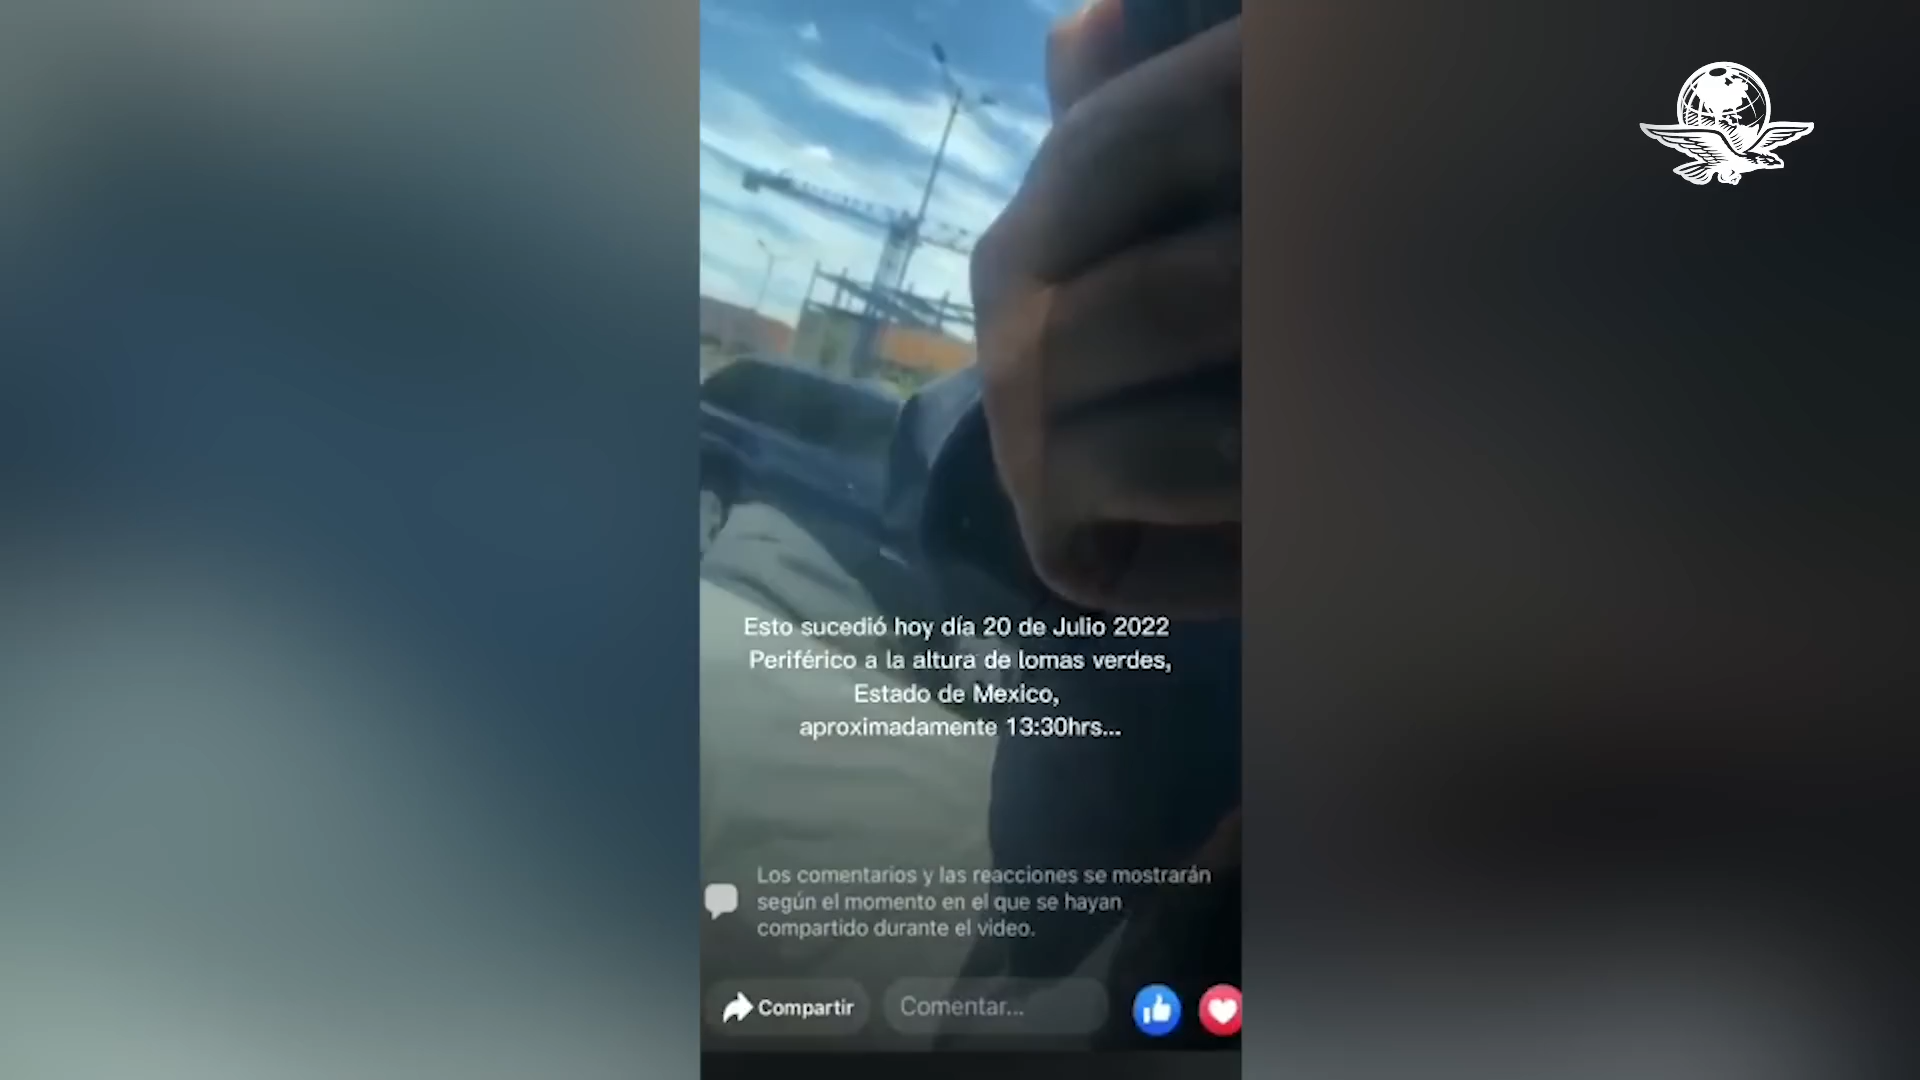 Esto sucedió hoy día 20 de Julio 2022
Periférico a la altura de lomas verdes,
Estado de Mexico,
aproximadamente 13:30hrs...
Los comentarios y las reacciones se mostrarán
según el momento en el que se hayan
compartido durante el video.
Compartir
Comentar...